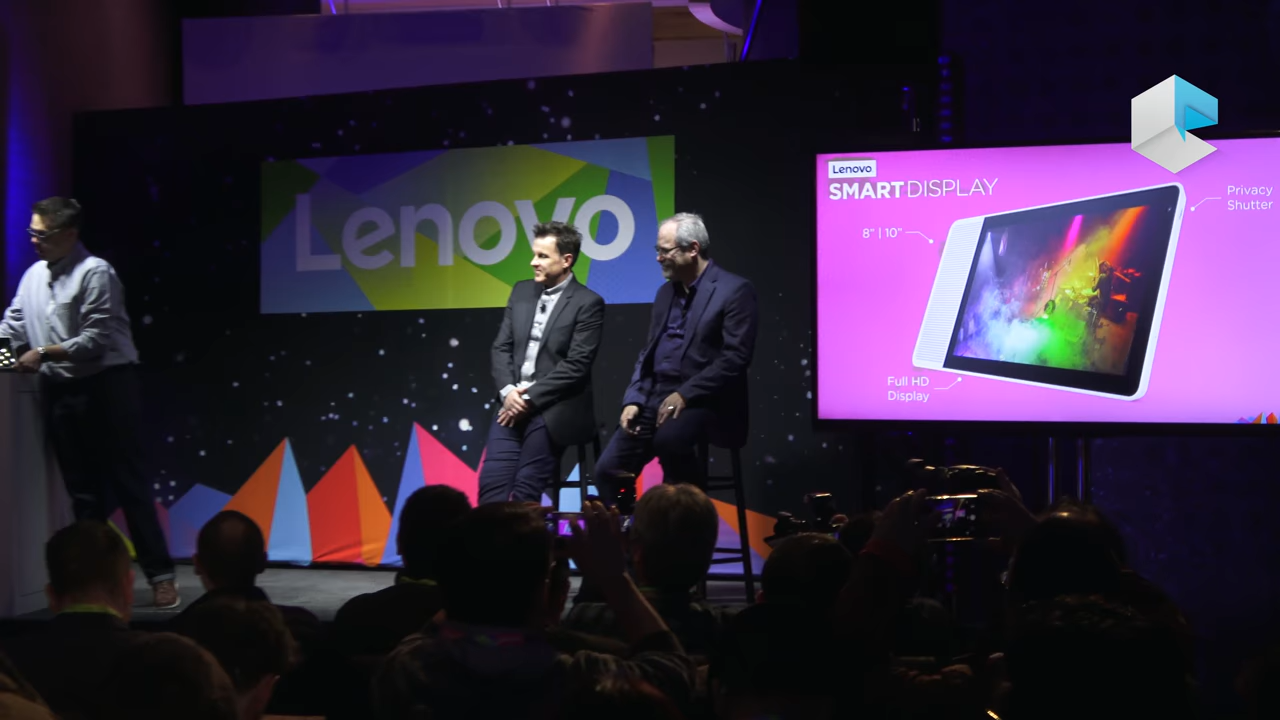 Lenovo
Lenovo
SMART DISPLAY
8" | 10"
Privacy
Shutter
Full HD
Display